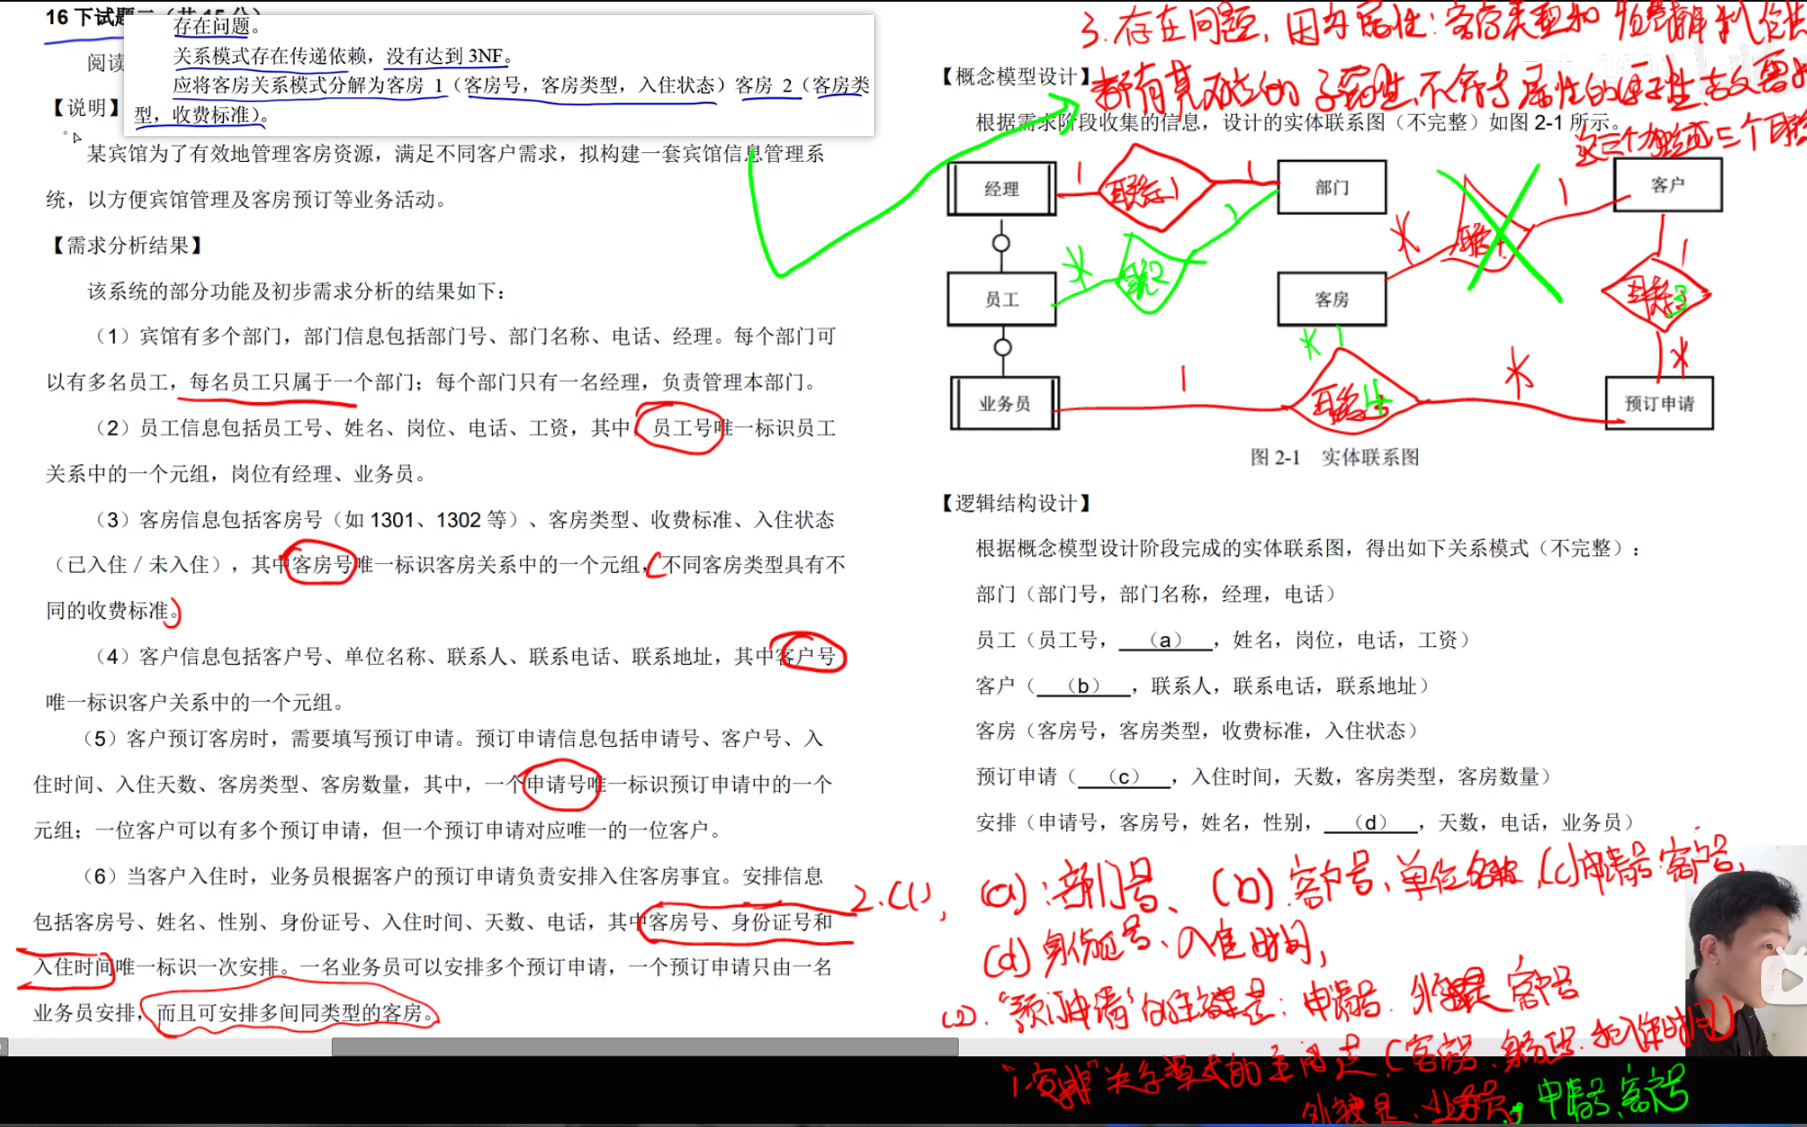 16下试题二（共15分）
存在问题。
关系模式存在传递依赖，没有达到3NF。
应将客房关系模式分解为客房 1（客房号，客房类型，入住状态）客房 2（客房类
型，收费标准）。
阅读
【说明】
某宾馆为了有效地管理客房资源，满足不同客户需求，拟构建一套宾馆信息管理系
统，以方便宾馆管理及客房预订等业务活动。
【需求分析结果】
该系统的部分功能及初步需求分析的结果如下：
（1）宾馆有多个部门，部门信息包括部门号、部门名称、电话、经理。每个部门可
以有多名员工，每名员工只属于一个部门；每个部门只有一名经理，负责管理本部门。
（2）员工信息包括员工号、姓名、岗位、电话、工资，其中，员工号唯一标识员工
关系中的一个元组，岗位有经理、业务员。
（3）客房信息包括客房号（如 1301、1302 等）、客房类型、收费标准、入住状态
（已入住／未入住），其中客房号唯一标识客房关系中的一个元组，不同客房类型具有不
同的收费标准。
（4）客户信息包括客户号、单位名称、联系人、联系电话、联系地址，其中客户号
唯一标识客户关系中的一个元组。
（5）客户预订客房时，需要填写预订申请。预订申请信息包括申请号、客户号、入
住时间、入住天数、客房类型、客房数量，其中，一个申请号唯一标识预订申请中的一个
元组；一位客户可以有多个预订申请，但一个预订申请对应唯一的一位客户。
（6）当客户入住时，业务员根据客户的预订申请负责安排入住客房事宜。安排信息
包括客房号、姓名、性别、身份证号、入住时间、天数、电话，其中客房号、身份证号和
入住时间唯一标识一次安排。一名业务员可以安排多个预订申请，一个预订申请只由一名
业务员安排，而且可安排多间同类型的客房。
3.存在问题，因为属性：客房类型和
【概念模型设计】
根据需求阶段收集的信息，设计的实体联系图（不完整）如图 2-1 所示。
经理 1 联系1 1 部门 客户
* 联系2 1 * 1 1
员工 客房 联系3
* *
业务员 1 联系4 * 预订申请
图 2-1 实体联系图
【逻辑结构设计】
根据概念模型设计阶段完成的实体联系图，得出如下关系模式（不完整）：
部门（部门号，部门名称，经理，电话）
员工（员工号，（a），姓名，岗位，电话，工资）
客户（（b），联系人，联系电话，联系地址）
客房（客房号，客房类型，收费标准，入住状态）
预订申请（（c），入住时间，天数，客房类型，客房数量）
安排（申请号，客房号，姓名，性别，（d），天数，电话，业务员）
2.(1), (a):部门号、(b).客户号、单位名称,(c)申请号.客户号,
(d)身份证号、入住时间,
(2).“预订申请”的主键是：申请号. 外键是 客户号
“安排”关系模式的主键是(客房号、身份证号、和入住时间)
外键是、业务员。申请号、客房号